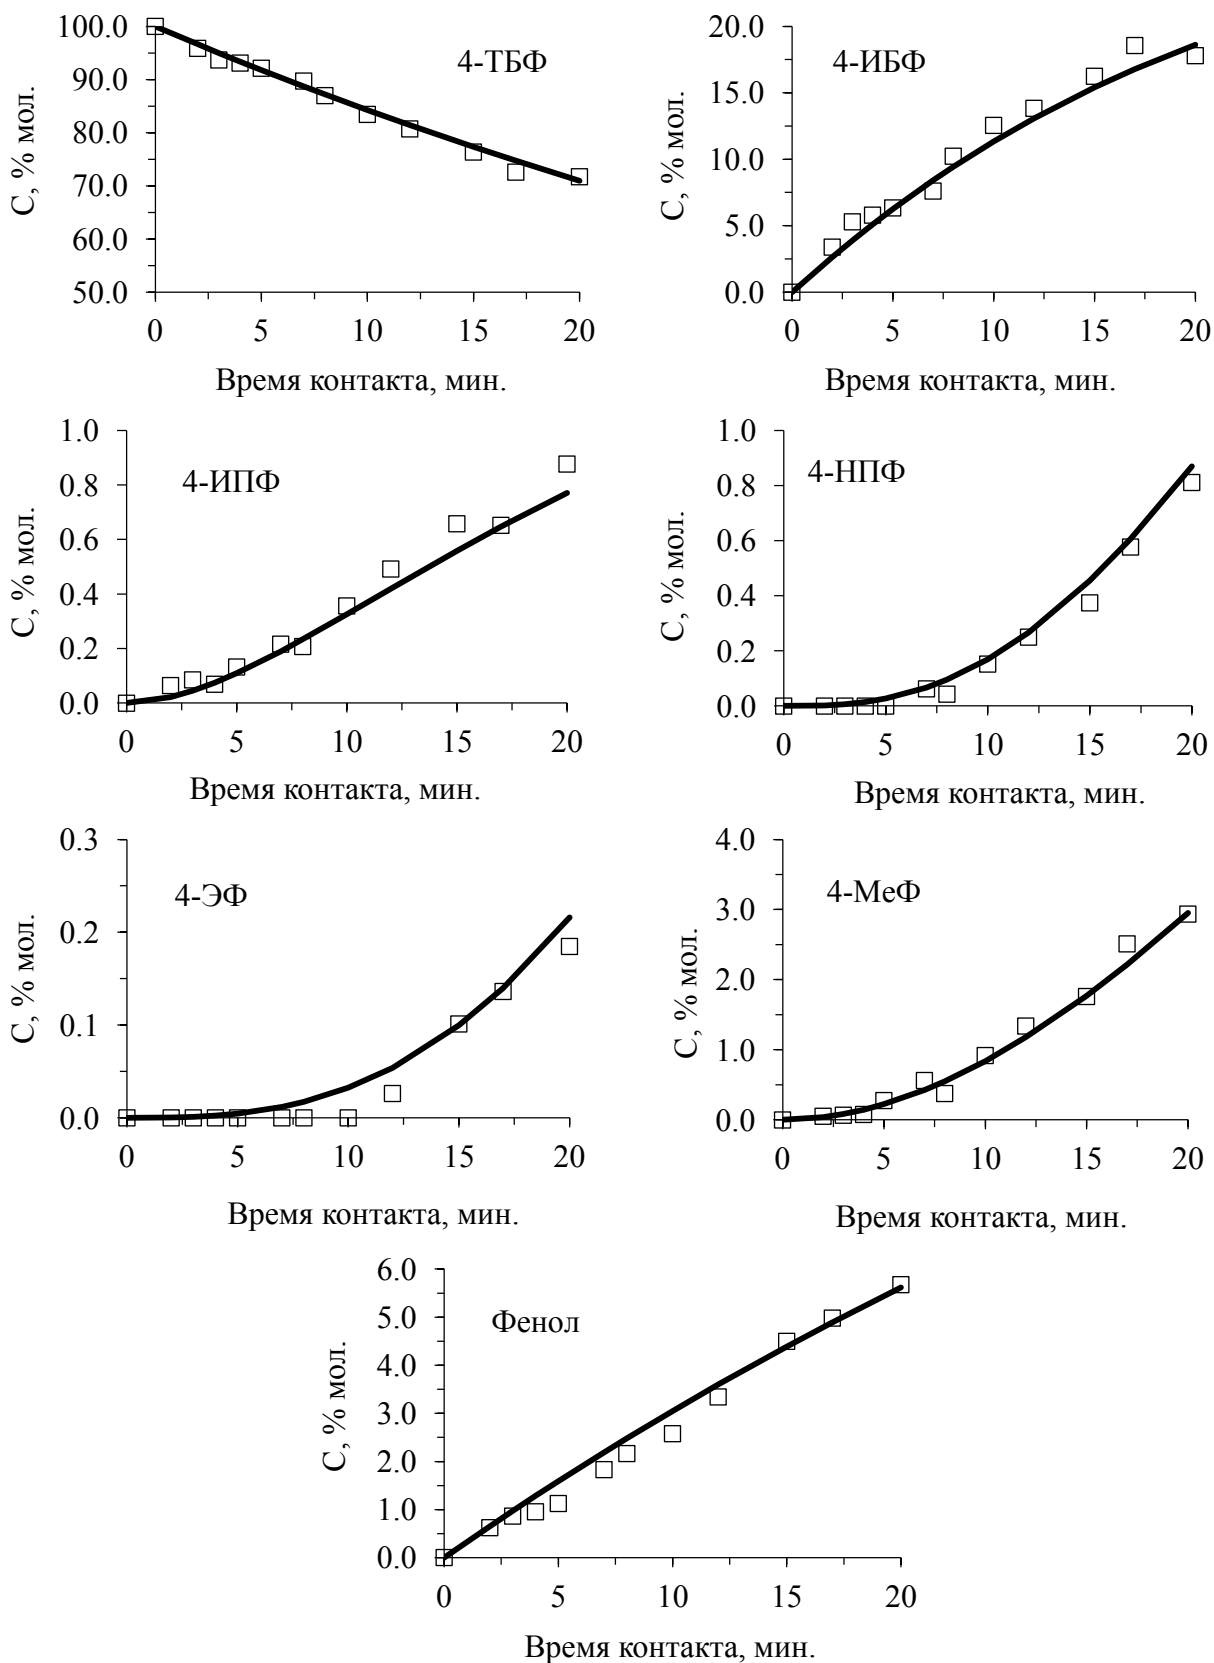 100.0
90.0
80.0
70.0
60.0
50.0
C, % мол.
4-ТБФ
0 5 10 15 20
Время контакта, мин.
20.0
15.0
10.0
5.0
0.0
C, % мол.
4-ИБФ
0 5 10 15 20
Время контакта, мин.
1.0
0.8
0.6
0.4
0.2
0.0
C, % мол.
4-ИПФ
0 5 10 15 20
Время контакта, мин.
1.0
0.8
0.6
0.4
0.2
0.0
C, % мол.
4-НПФ
0 5 10 15 20
Время контакта, мин.
0.3
0.2
0.1
0.0
C, % мол.
4-ЭФ
0 5 10 15 20
Время контакта, мин.
4.0
3.0
2.0
1.0
0.0
C, % мол.
4-МеФ
0 5 10 15 20
Время контакта, мин.
6.0
5.0
4.0
3.0
2.0
1.0
0.0
C, % мол.
Фенол
0 5 10 15 20
Время контакта, мин.